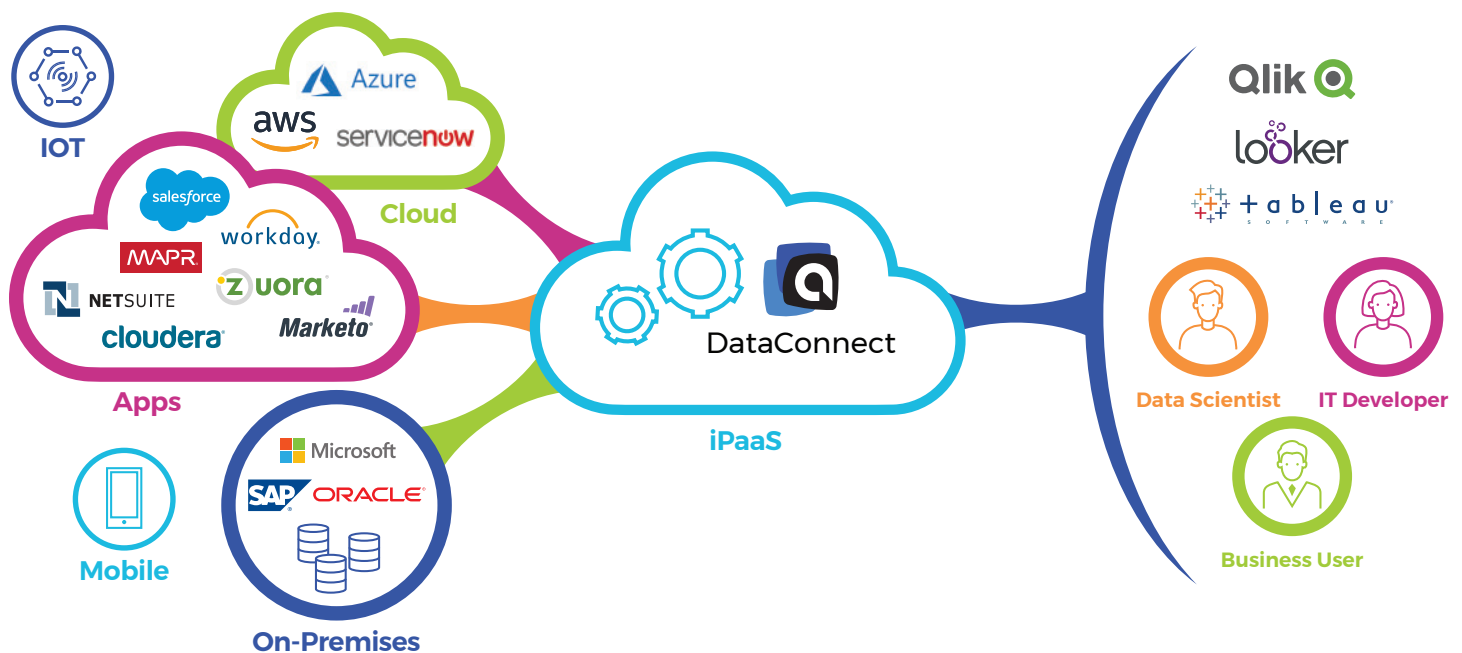 IOT
Azure
aws
servicenow
Cloud
salesforce
workday.
MAPR.
zuora
NETSUITE
Marketo
cloudera
Apps
Microsoft
SAP
ORACLE
On-Premises
Mobile
DataConnect
iPaaS
Qlik
looker
tableau
SOFTWARE
Data Scientist
IT Developer
Business User